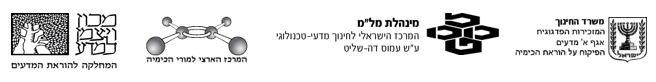 משרד החינוך
המזכירות הפדגוגית
אגף א' מדעים
הפיקוח על הוראת הכימיה
מינהלת מל"מ
המרכז הישראלי לחינוך מדעי-טכנולוגי
ע"ש עמוס דה-שליט
המרכז הארצי למורי הכימיה
מכון
ויצמן
למדע
המחלקה להוראת המדעים